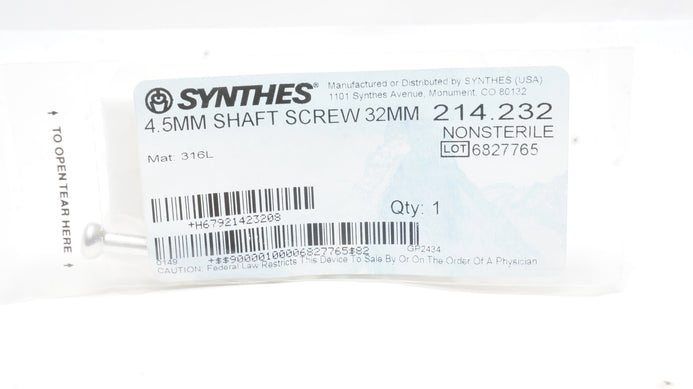 SYNTHES®
Manufactured or Distributed by SYNTHES (USA)
1101 Synthes Avenue, Monument, CO 80132
4.5MM SHAFT SCREW 32MM 214.232
NONSTERILE
LOT 6827765
Mat. 316L
+H67921423208
Qty: 1
+$$90000100006827765$82
0149
GP2434
CAUTION: Federal Law Restricts This Device To Sale By Or On The Order Of A Physician
↑ TO OPEN TEAR HERE ↑